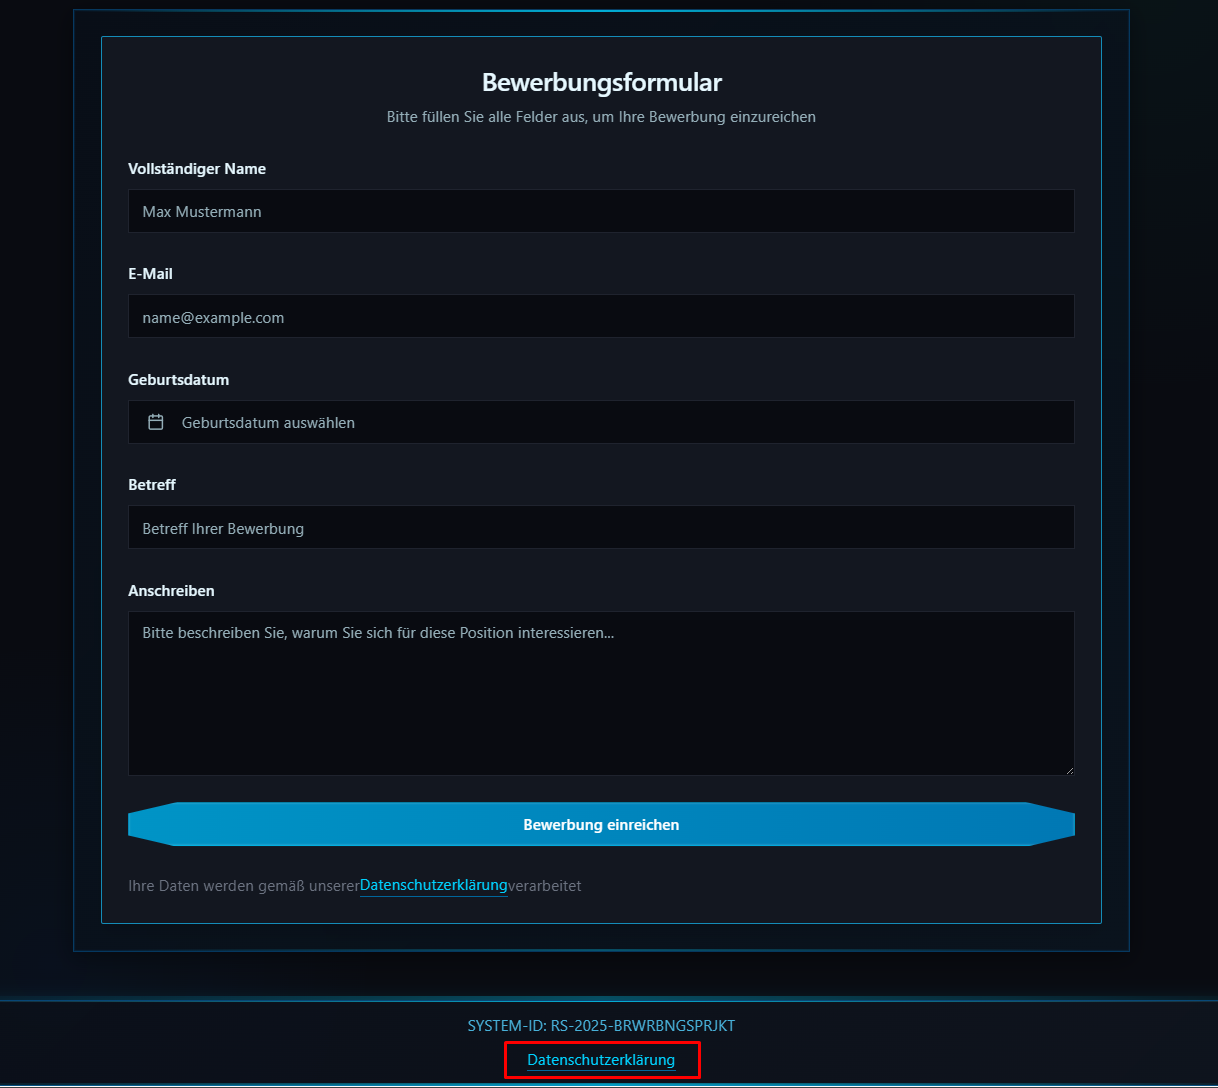 Bewerbungsformular
Bitte füllen Sie alle Felder aus, um Ihre Bewerbung einzureichen
Vollständiger Name
Max Mustermann
E-Mail
name@example.com
Geburtsdatum
Geburtsdatum auswählen
Betreff
Betreff Ihrer Bewerbung
Anschreiben
Bitte beschreiben Sie, warum Sie sich für diese Position interessieren...
Bewerbung einreichen
Ihre Daten werden gemäß unsererDatenschutzerklärungverarbeitet
SYSTEM-ID: RS-2025-BRWRBNGSPRJKT
Datenschutzerklärung